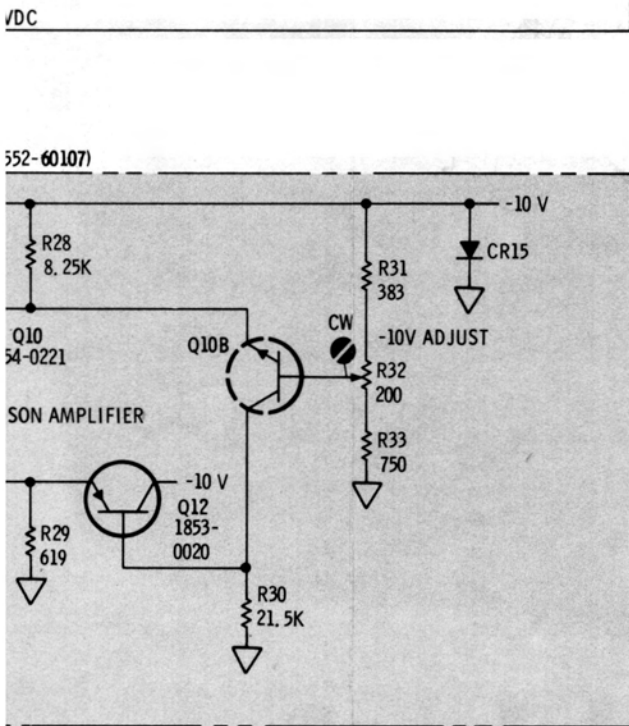 VDC
552-60107)
-10 V
R28
8.25K
CR15
R31
383
CW
-10V ADJUST
Q10
54-0221
Q10B
R32
200
SON AMPLIFIER
R33
750
-10 V
Q12
1853-
0020
R29
619
R30
21.5K